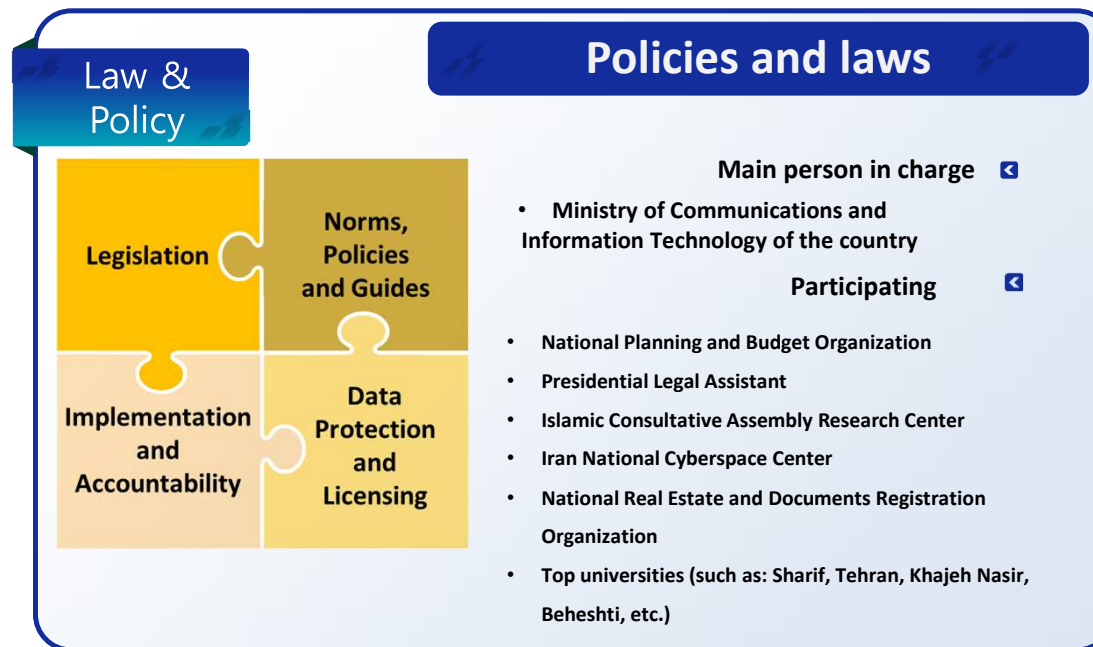 Law &
Policy
Policies and laws
Legislation
Norms,
Policies
and Guides
Implementation
and
Accountability
Data
Protection
and
Licensing
Main person in charge
• Ministry of Communications and
Information Technology of the country
Participating
• National Planning and Budget Organization
• Presidential Legal Assistant
• Islamic Consultative Assembly Research Center
• Iran National Cyberspace Center
• National Real Estate and Documents Registration
Organization
• Top universities (such as: Sharif, Tehran, Khajeh Nasir,
Beheshti, etc.)